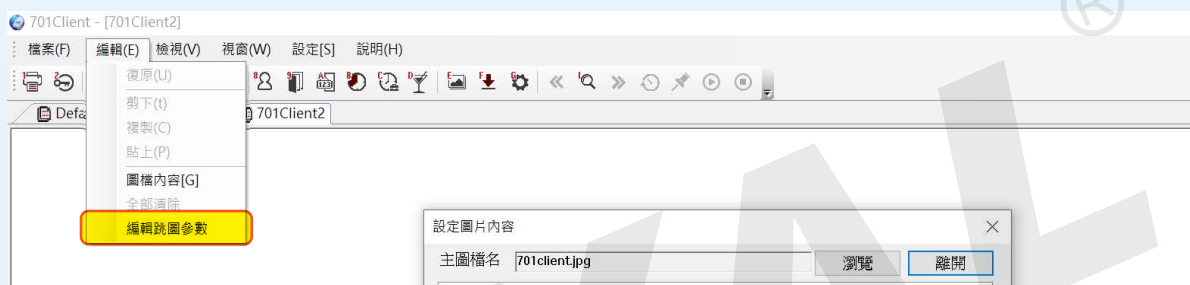 701Client - [701Client2]
檔案(F) 編輯(E) 檢視(V) 視窗(W) 設定[S] 說明(H)
復原(U)
剪下(t)
Defa 701Client2
複製(C)
貼上(P)
圖檔內容[G]
全部清除
編輯跳圖參數
設定圖片內容
主圖檔名 701client.jpg 瀏覽 離開